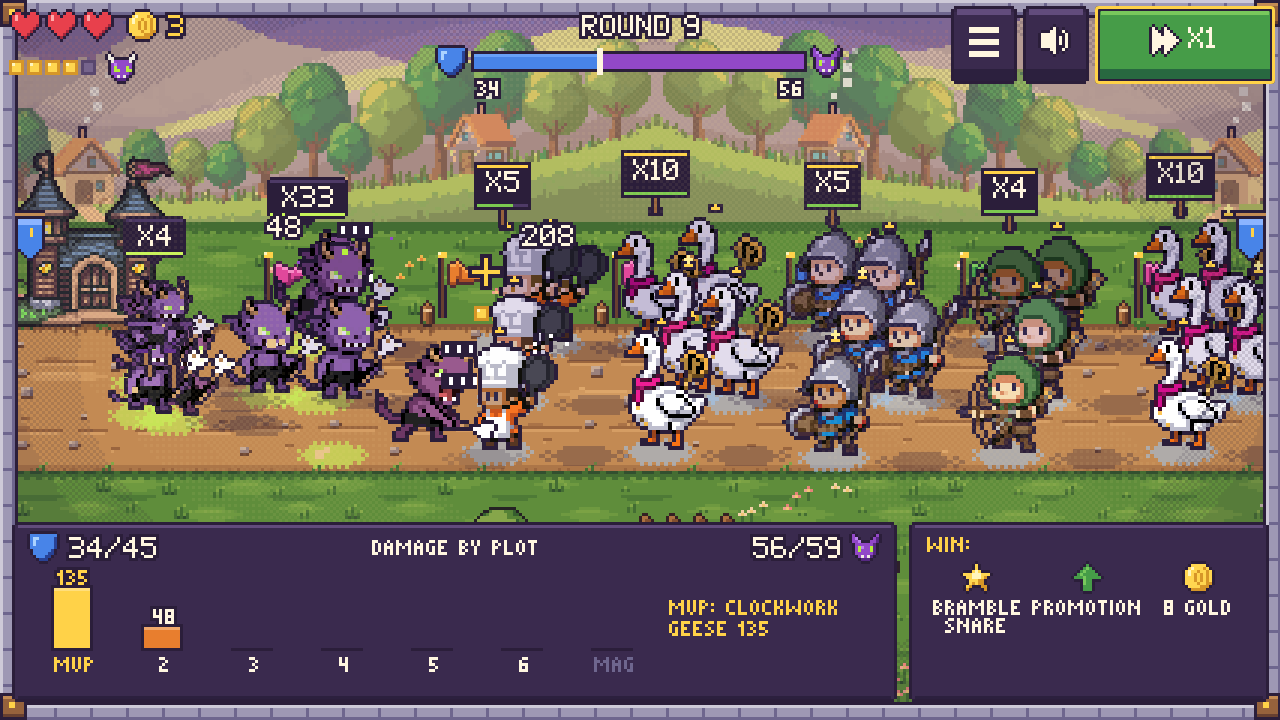 3
ROUND 9
X1
34
56
X33
X5
X10
X5
X4
X10
X4
48
208
34/45
DAMAGE BY PLOT
56/59
WIN:
135
48
MVP: CLOCKWORK
GEESE 135
MVP
2
3
4
5
6
MAG
BRAMBLE
SNARE
PROMOTION
8 GOLD